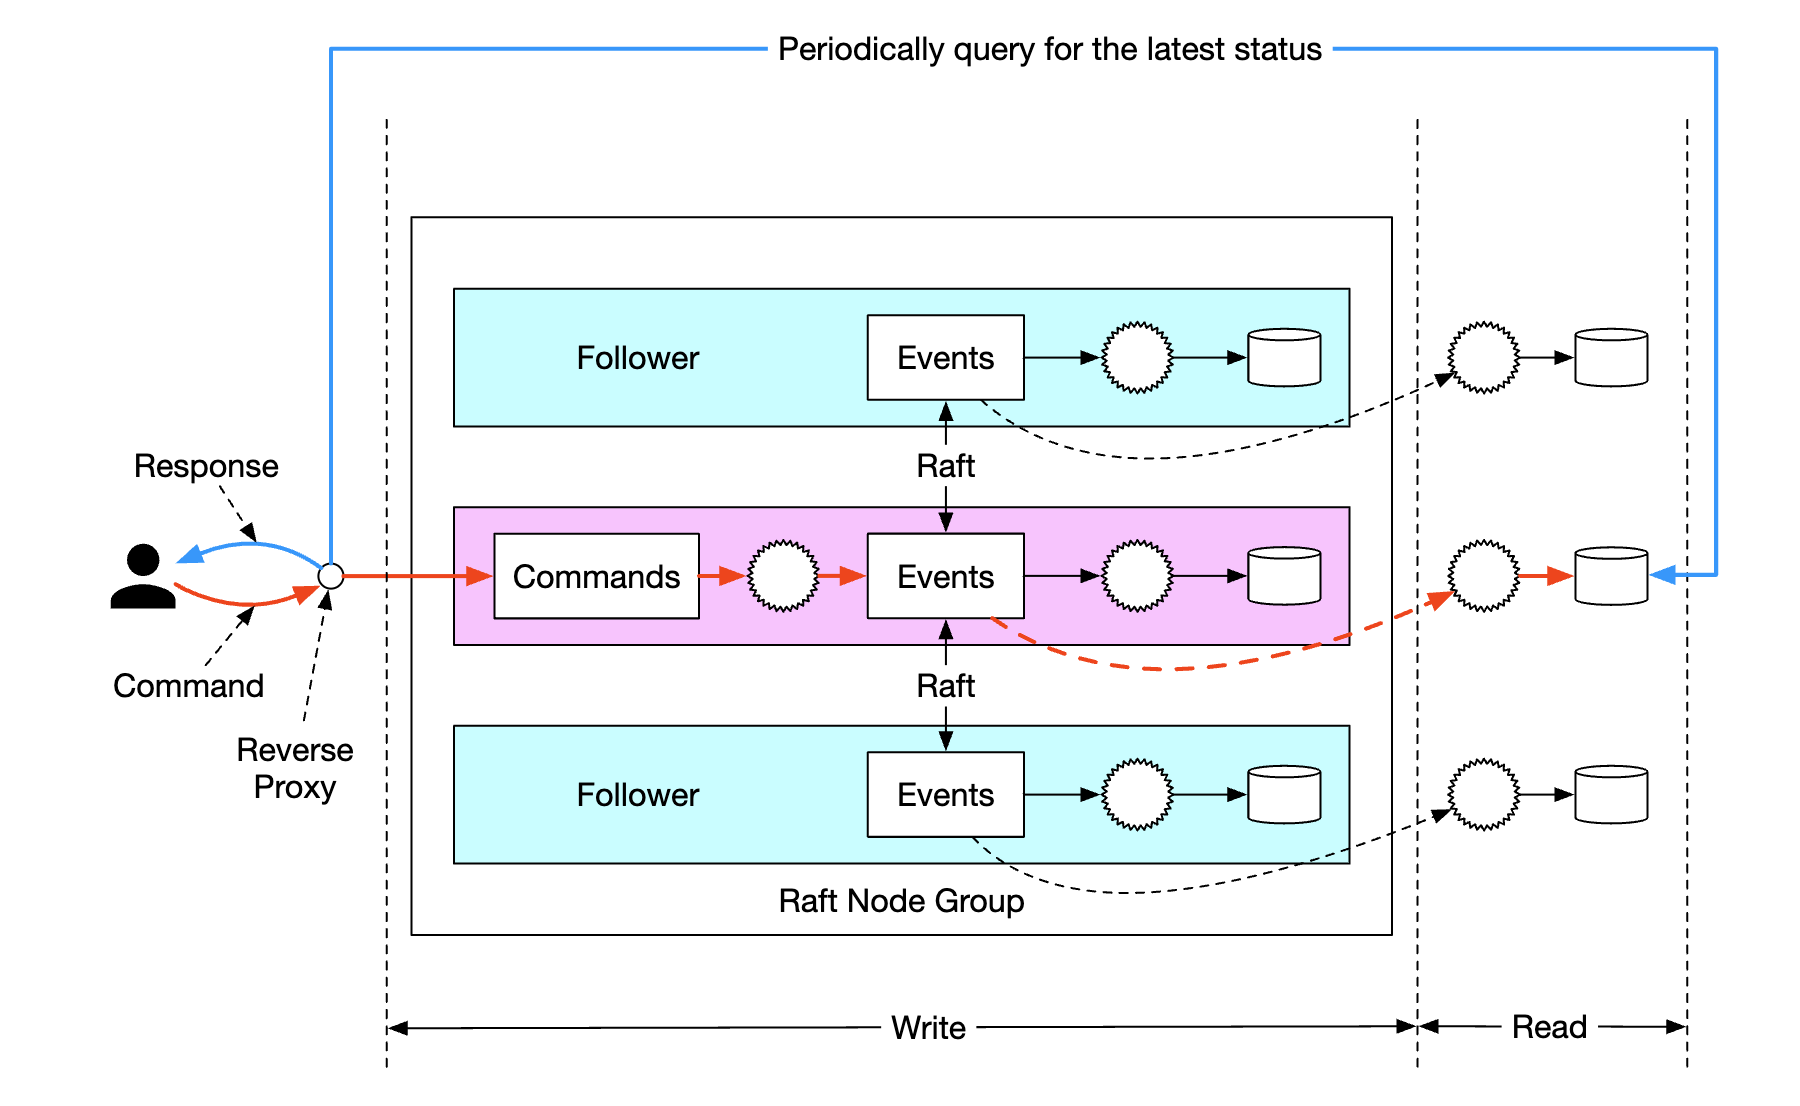 Periodically query for the latest status
Follower
Events
Raft
Response
Commands
Events
Command
Raft
Reverse
Proxy
Follower
Events
Raft Node Group
Write
Read